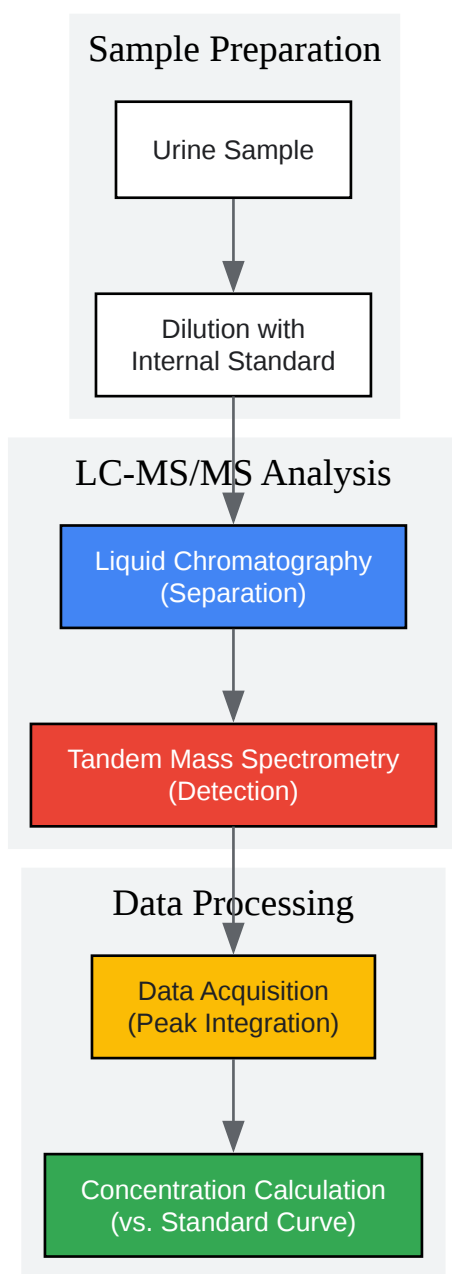 Sample Preparation
Urine Sample
Dilution with
Internal Standard
LC-MS/MS Analysis
Liquid Chromatography
(Separation)
Tandem Mass Spectrometry
(Detection)
Data Processing
Data Acquisition
(Peak Integration)
Concentration Calculation
(vs. Standard Curve)